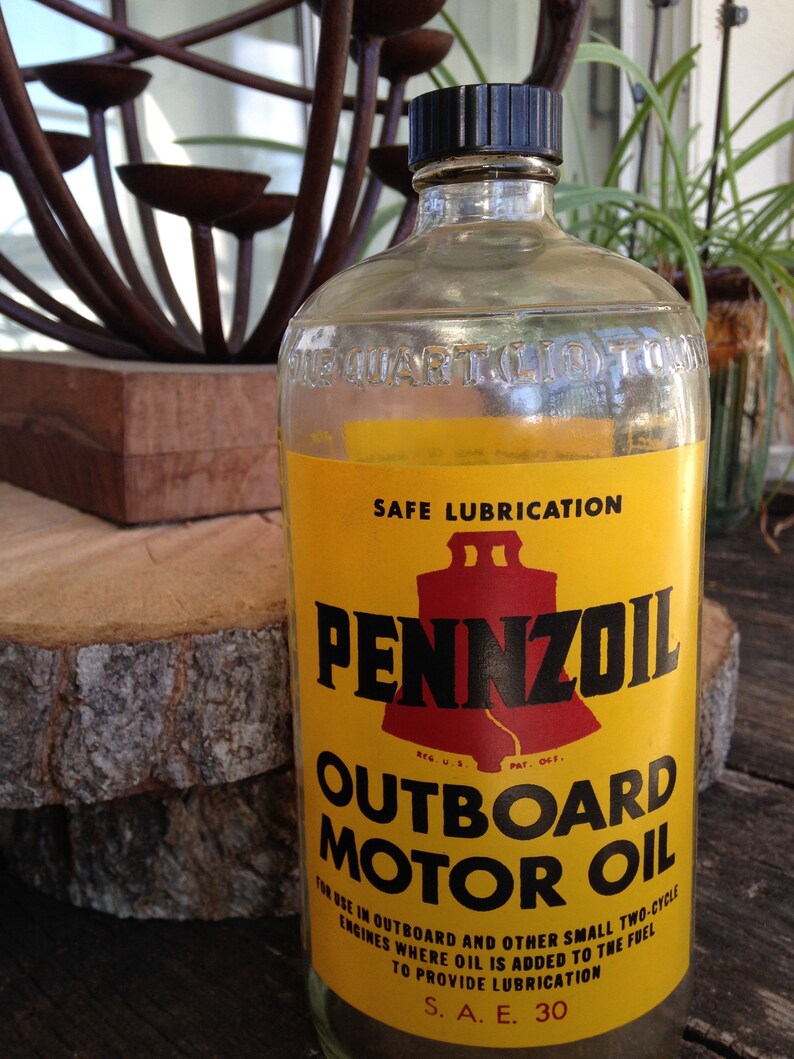 ONE QUART (LIQ) TO
SAFE LUBRICATION
PENNZOIL
REG. U.S. PAT. OFF.
OUTBOARD
MOTOR OIL
FOR USE IN OUTBOARD AND OTHER SMALL TWO-CYCLE
ENGINES WHERE OIL IS ADDED TO THE FUEL
TO PROVIDE LUBRICATION
S. A. E. 30